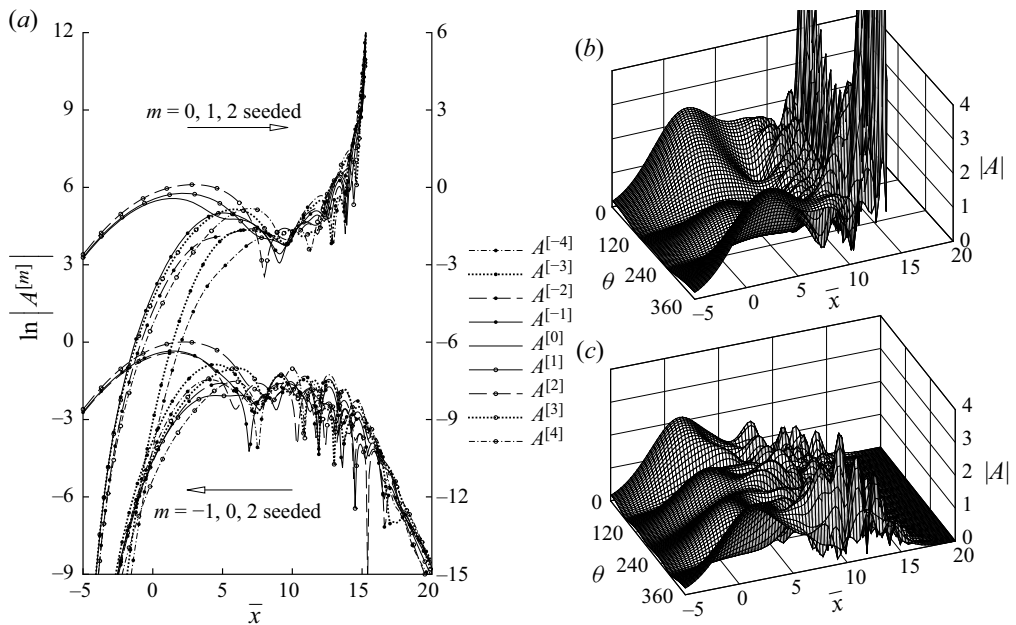 (a)
12
9
6
3
0
−3
−6
−9
ln |A[m]|
6
3
0
−3
−6
−9
−12
−15
m = 0, 1, 2 seeded
m = −1, 0, 2 seeded
−5 0 5 10 15 20
x̅
A[−4]
A[−3]
A[−2]
A[−1]
A[0]
A[1]
A[2]
A[3]
A[4]
(b)
4
3
2
1
0
|A|
0
120
240
360
θ
−5 0 5 10 15 20
x̅
(c)
4
3
2
1
0
|A|
0
120
240
360
θ
−5 0 5 10 15 20
x̅